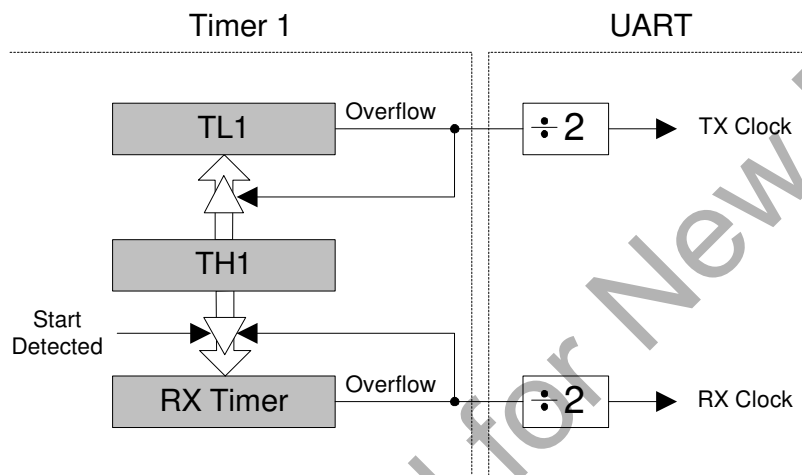 Timer 1
UART
TL1
Overflow
÷2
TX Clock
TH1
Start
Detected
RX Timer
Overflow
÷2
RX Clock
for New